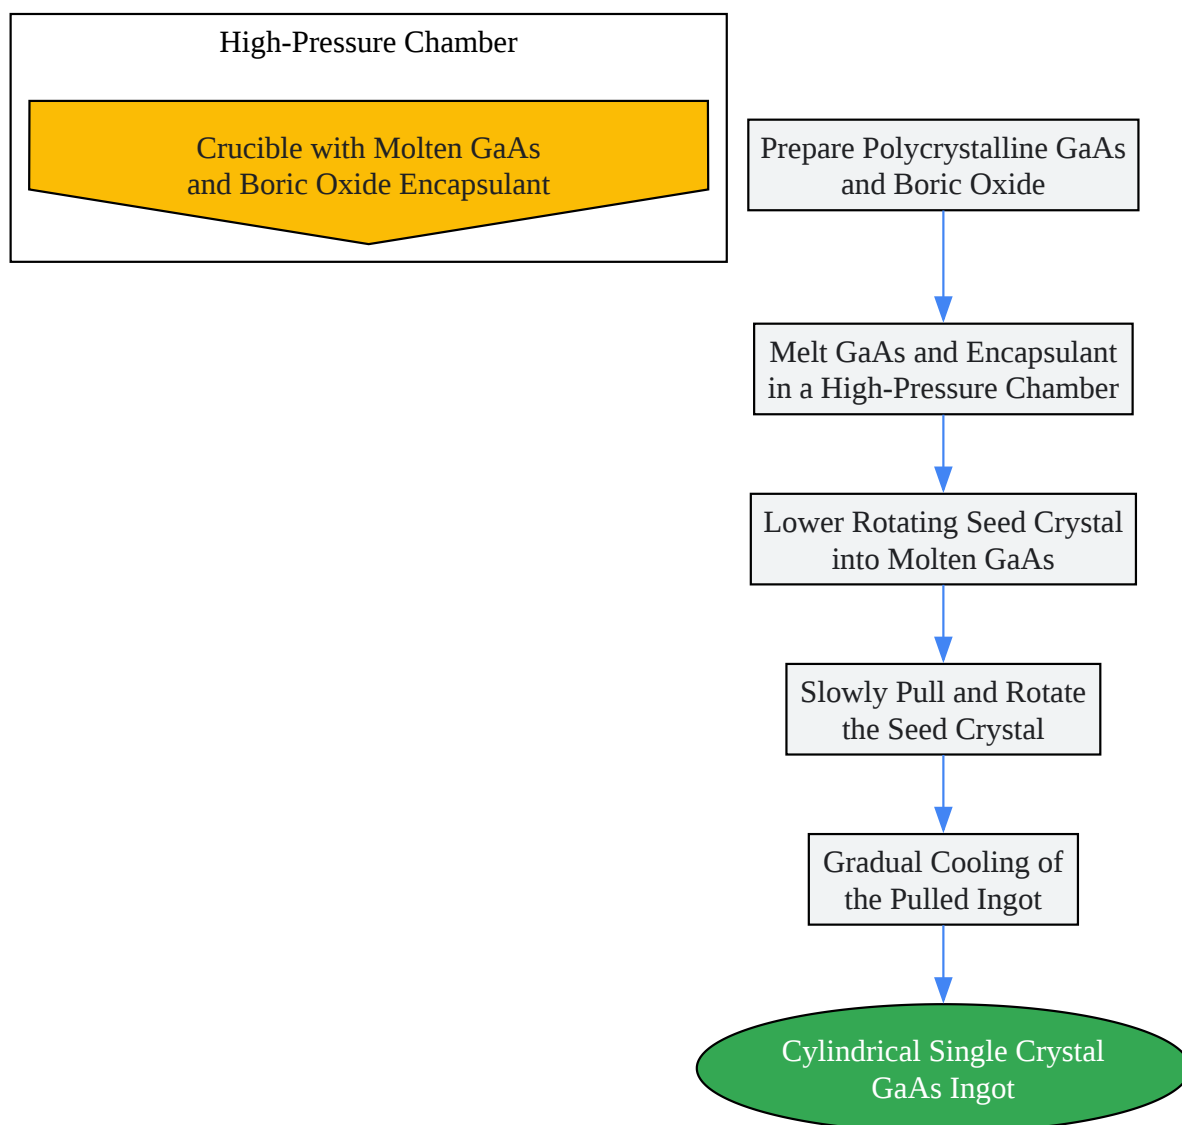 High-Pressure Chamber
Crucible with Molten GaAs
and Boric Oxide Encapsulant
Prepare Polycrystalline GaAs
and Boric Oxide
Melt GaAs and Encapsulant
in a High-Pressure Chamber
Lower Rotating Seed Crystal
into Molten GaAs
Slowly Pull and Rotate
the Seed Crystal
Gradual Cooling of
the Pulled Ingot
Cylindrical Single Crystal
GaAs Ingot